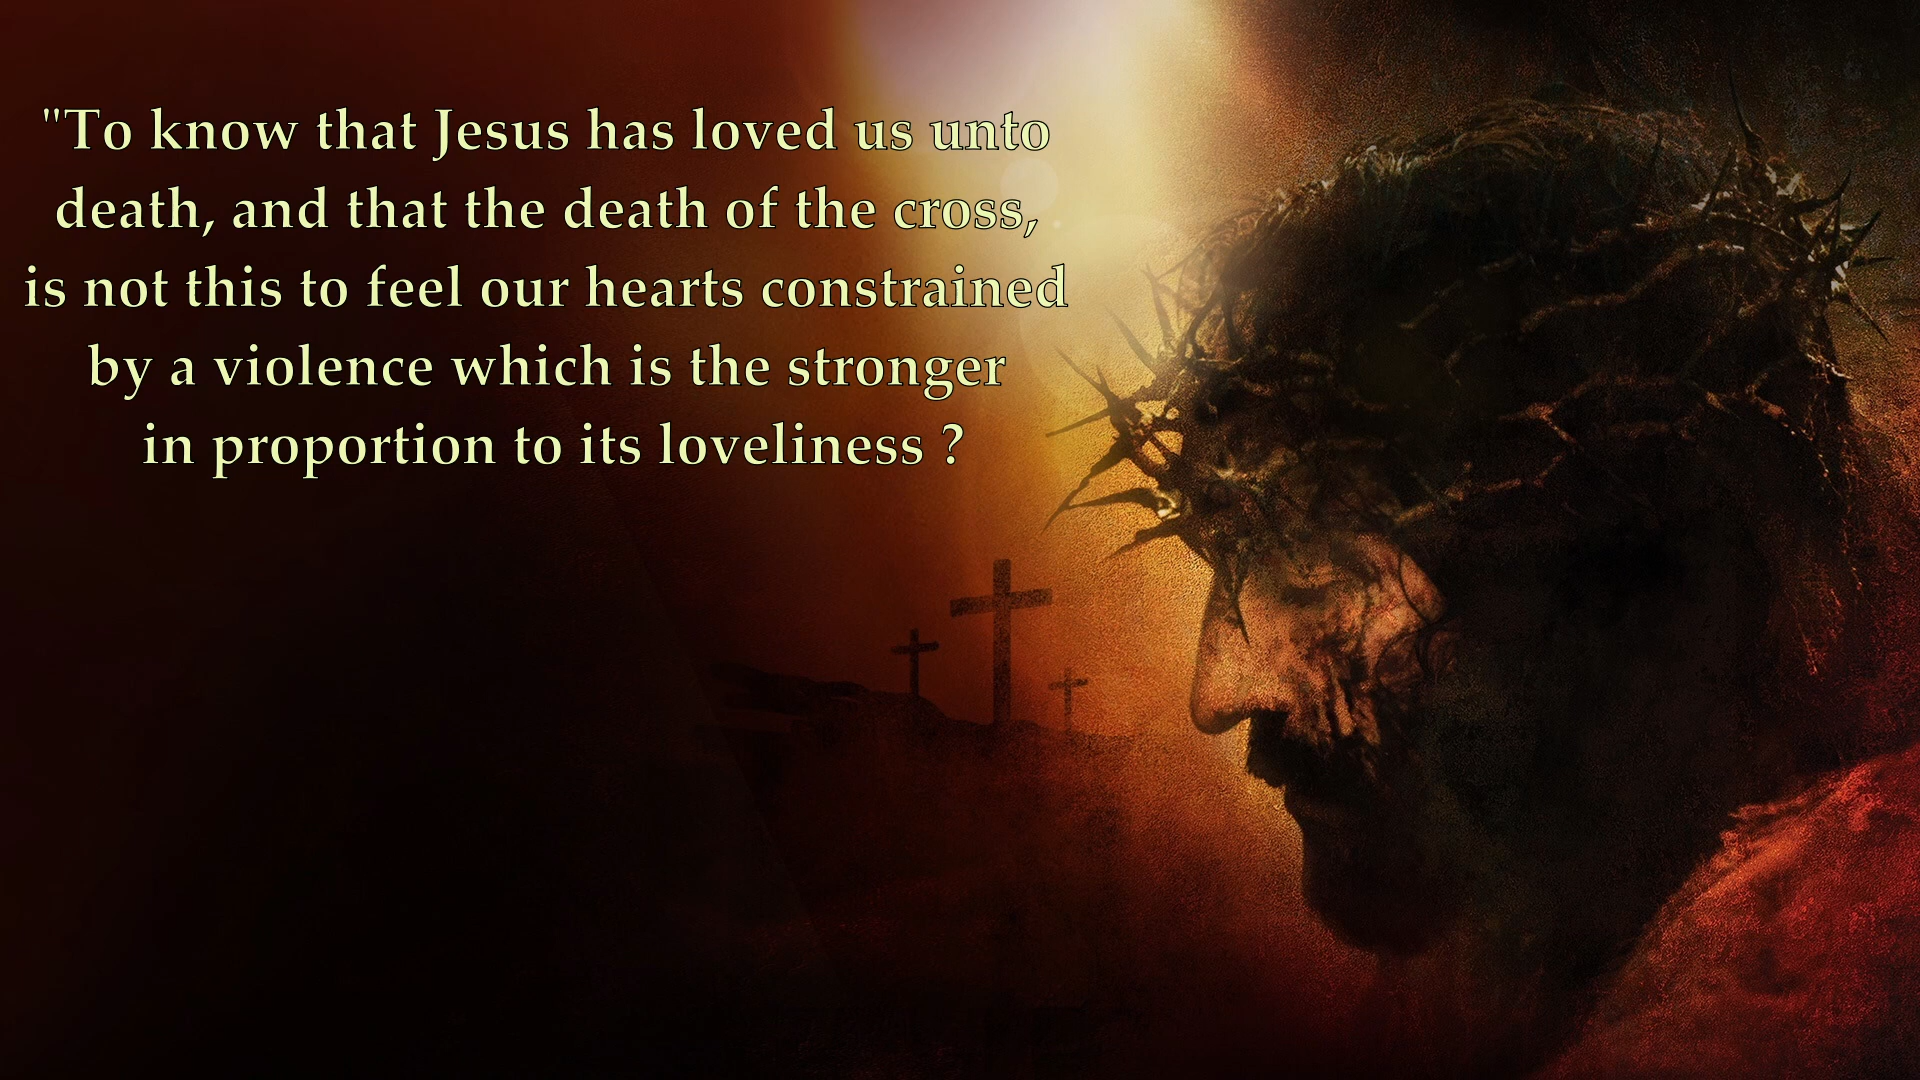 "To know that Jesus has loved us unto
death, and that the death of the cross,
is not this to feel our hearts constrained
by a violence which is the stronger
in proportion to its loveliness ?